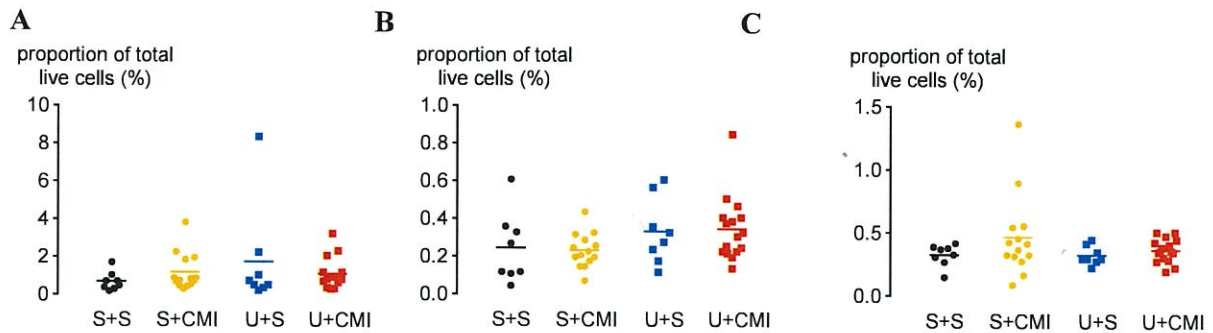 A
proportion of total
live cells (%)
10
8
6
4
2
0
S+S S+CMI U+S U+CMI
B
proportion of total
live cells (%)
1.0
0.8
0.6
0.4
0.2
0.0
S+S S+CMI U+S U+CMI
C
proportion of total
live cells (%)
1.5
1.0
0.5
0.0
S+S S+CMI U+S U+CMI